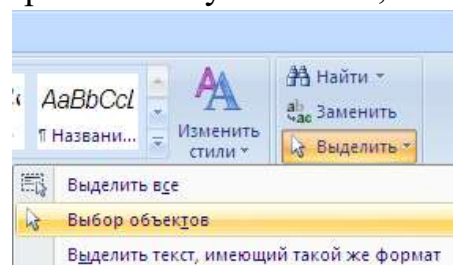 AaBbCcL
Найти
¶ Названи...
Изменить стили
Заменить
Выделить
Выделить все
Выбор объектов
Выделить текст, имеющий такой же формат